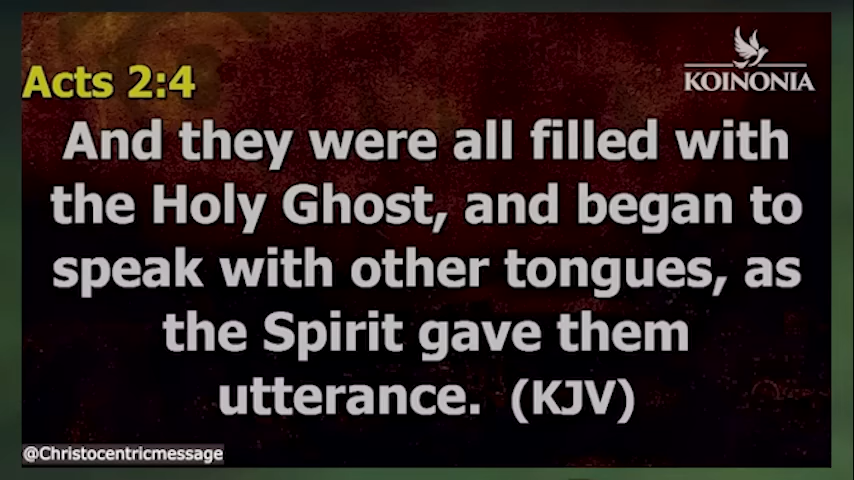 Acts 2:4
KOINONIA
And they were all filled with
the Holy Ghost, and began to
speak with other tongues, as
the Spirit gave them
utterance. (KJV)
@Christocentricmessage